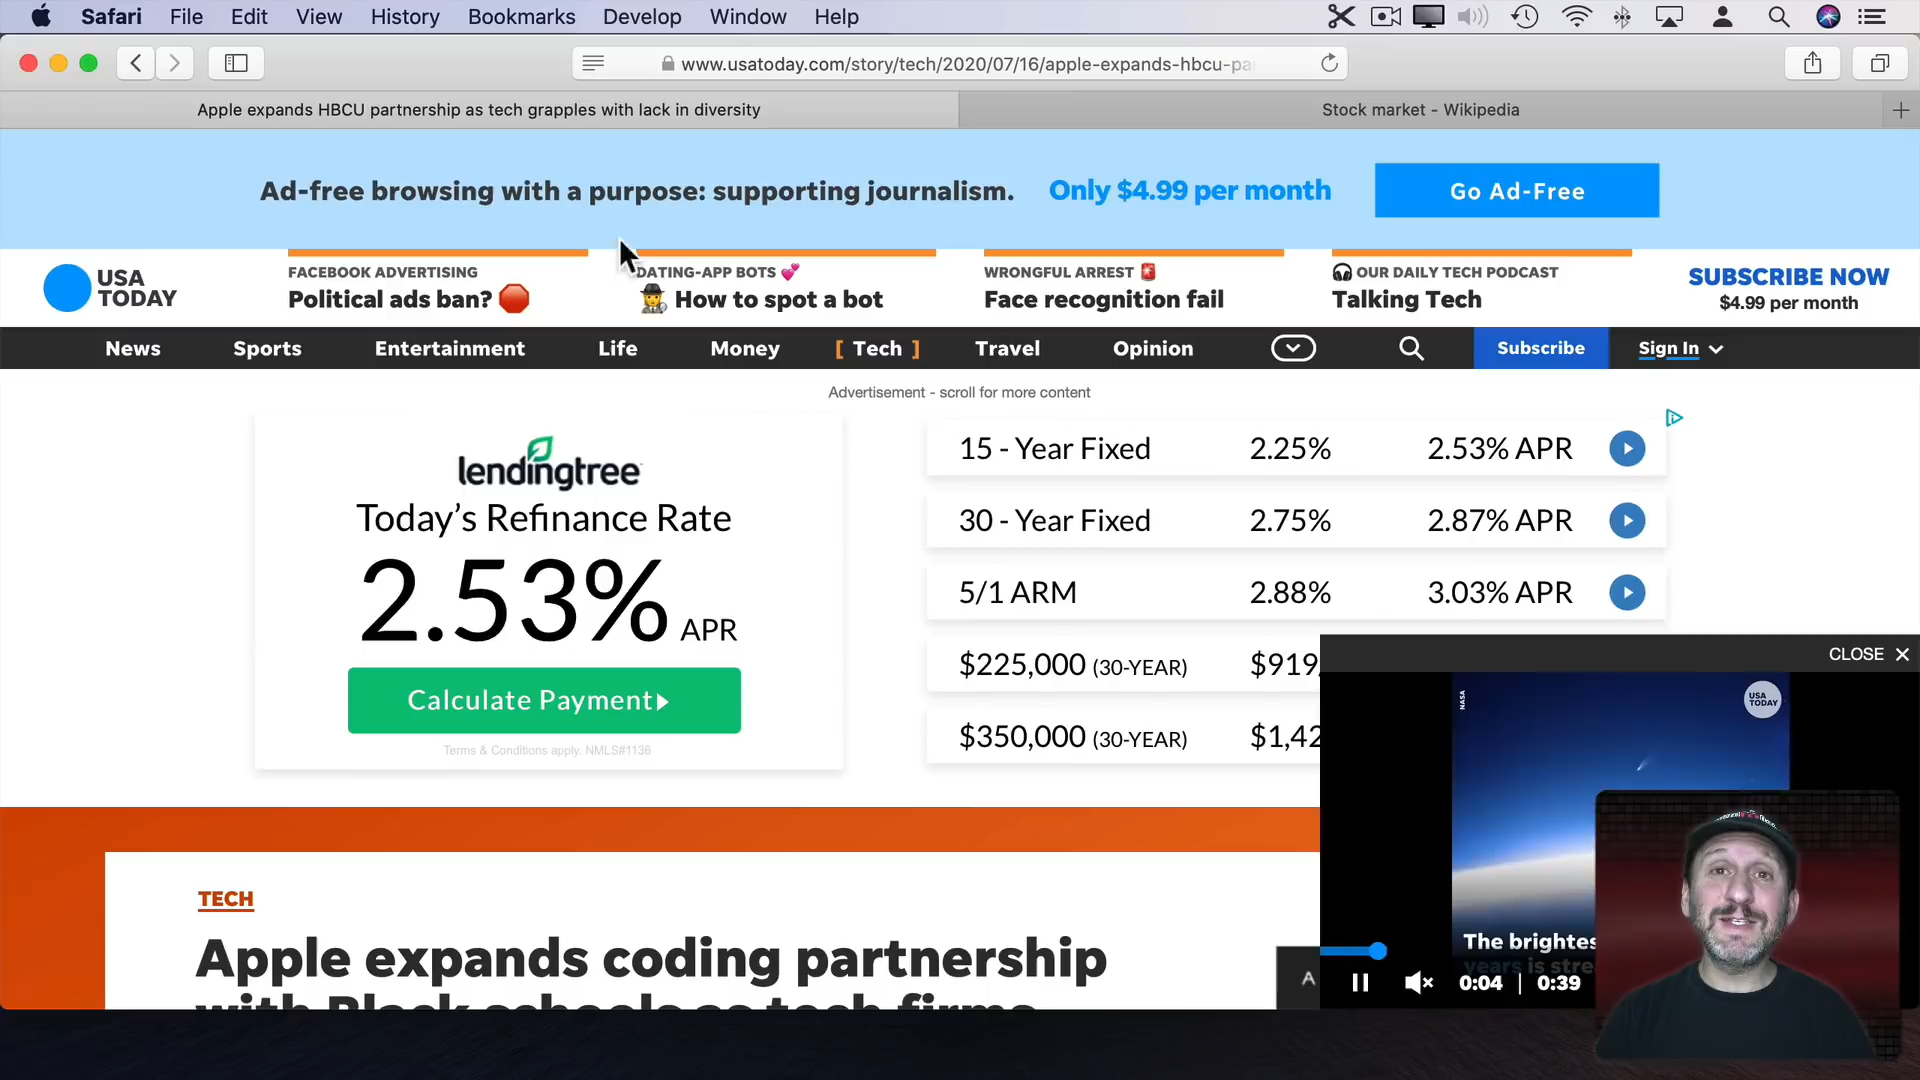 Safari File Edit View History Bookmarks Develop Window Help
www.usatoday.com/story/tech/2020/07/16/apple-expands-hbcu-pa
Apple expands HBCU partnership as tech grapples with lack in diversity
Stock market - Wikipedia
Ad-free browsing with a purpose: supporting journalism. Only $4.99 per month Go Ad-Free
USA
TODAY
FACEBOOK ADVERTISING
Political ads ban?
DATING-APP BOTS
How to spot a bot
WRONGFUL ARREST
Face recognition fail
OUR DAILY TECH PODCAST
Talking Tech
SUBSCRIBE NOW
$4.99 per month
News Sports Entertainment Life Money [ Tech ] Travel Opinion Subscribe Sign In
Advertisement - scroll for more content
lendingtree
Today's Refinance Rate
2.53% APR
Calculate Payment
Terms & Conditions apply. NMLS#1136
15 - Year Fixed 2.25% 2.53% APR
30 - Year Fixed 2.75% 2.87% APR
5/1 ARM 2.88% 3.03% APR
$225,000 (30-YEAR) $919
$350,000 (30-YEAR) $1,42
CLOSE
NASA
USA
TODAY
The brightes
years is stre
0:04 | 0:39
A
TECH
Apple expands coding partnership
with Black schools as tech firms